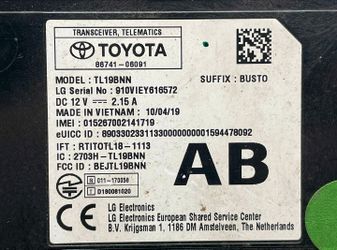 TRANSCEIVER, TELEMATICS
TOYOTA
86741-06091
MODEL : TL19BNN
SUFFIX : BUSTO
LG Serial No : 910VIEY616572
DC 12 V ⎓ 2.15 A
MADE IN VIETNAM : 10/04/19
IMEI : 015267002141719
eUICC ID : 89033023311330000000001594478092
IFT : RTITOTL18-1113
IC : 2703H-TL19BNN
FCC ID : BEJTL19BNN
AB
R 011-170356
T D180081020
CE
LG Electronics
LG Electronics European Shared Service Center
B.V. Krijgsman 1, 1186 DM Amstelveen, The Netherlands